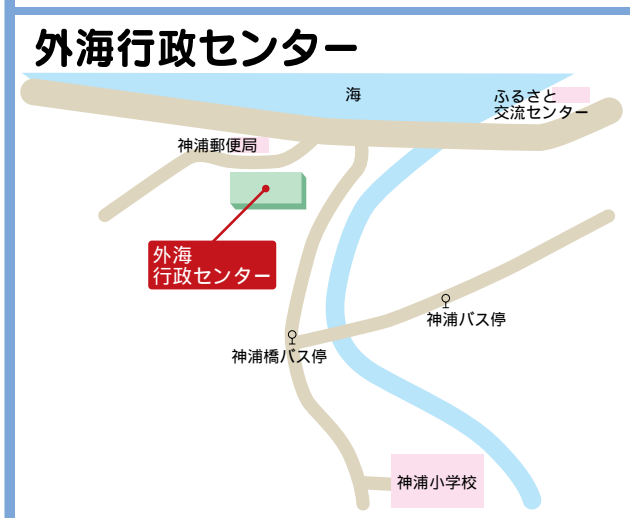 外海行政センター
海
ふるさと
交流センター
神浦郵便局
外海
行政センター
神浦バス停
神浦橋バス停
神浦小学校